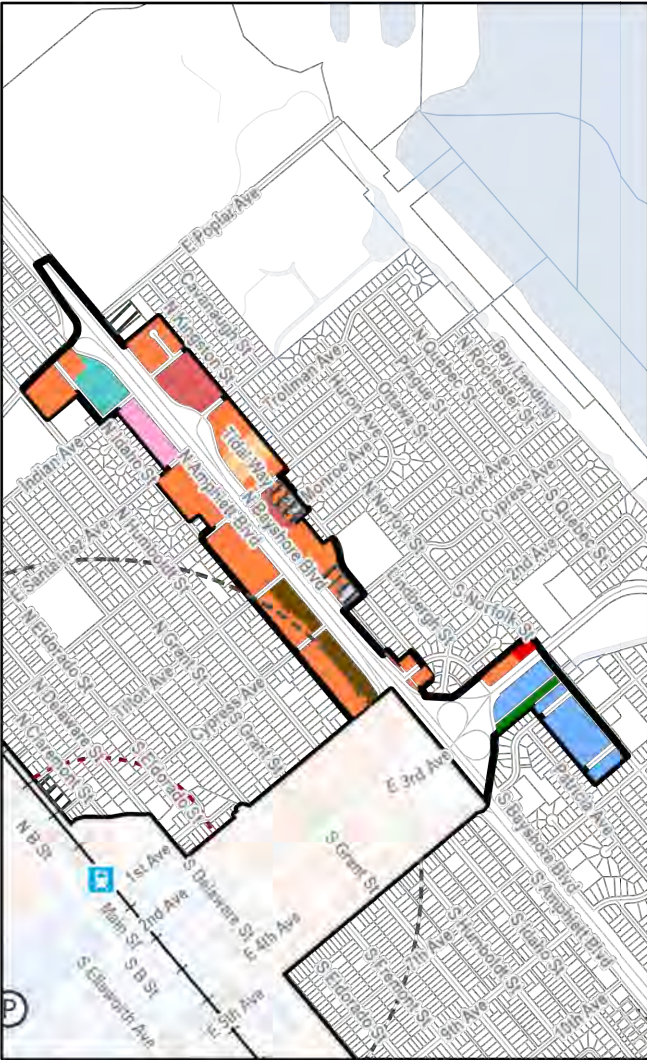 E Poplar Ave
Cavanaugh St
N Kingston St
Bay Landing
N Rochester St
N Quebec St
Prague St
Ottawa St
Trollman Ave
Huron Ave
Indian Ave
N Idaho St
Tidal Way
Monroe Ave
York Ave
Cypress Ave
S Quebec St
N Amphlett Blvd
N Bayshore Blvd
N Norfolk St
2nd Ave
E Santa Inez Ave
N Humboldt St
Lindbergh St
S Norfolk St
N Eldorado St
N Grant St
Tilton Ave
Cypress Ave
S Grant St
N Delaware St
S Eldorado St
N Claremont St
E 3rd Ave
Patricia Ave
S Bayshore Blvd
N B St
1st Ave
S Grant St
S Amphlett Blvd
2nd Ave
Main St
S Delaware St
E 4th Ave
S Idaho St
S Humboldt St
7th Ave
S B St
S Fremont St
S Eldorado St
S Ellsworth Ave
E 5th Ave
9th Ave
10th Ave
P